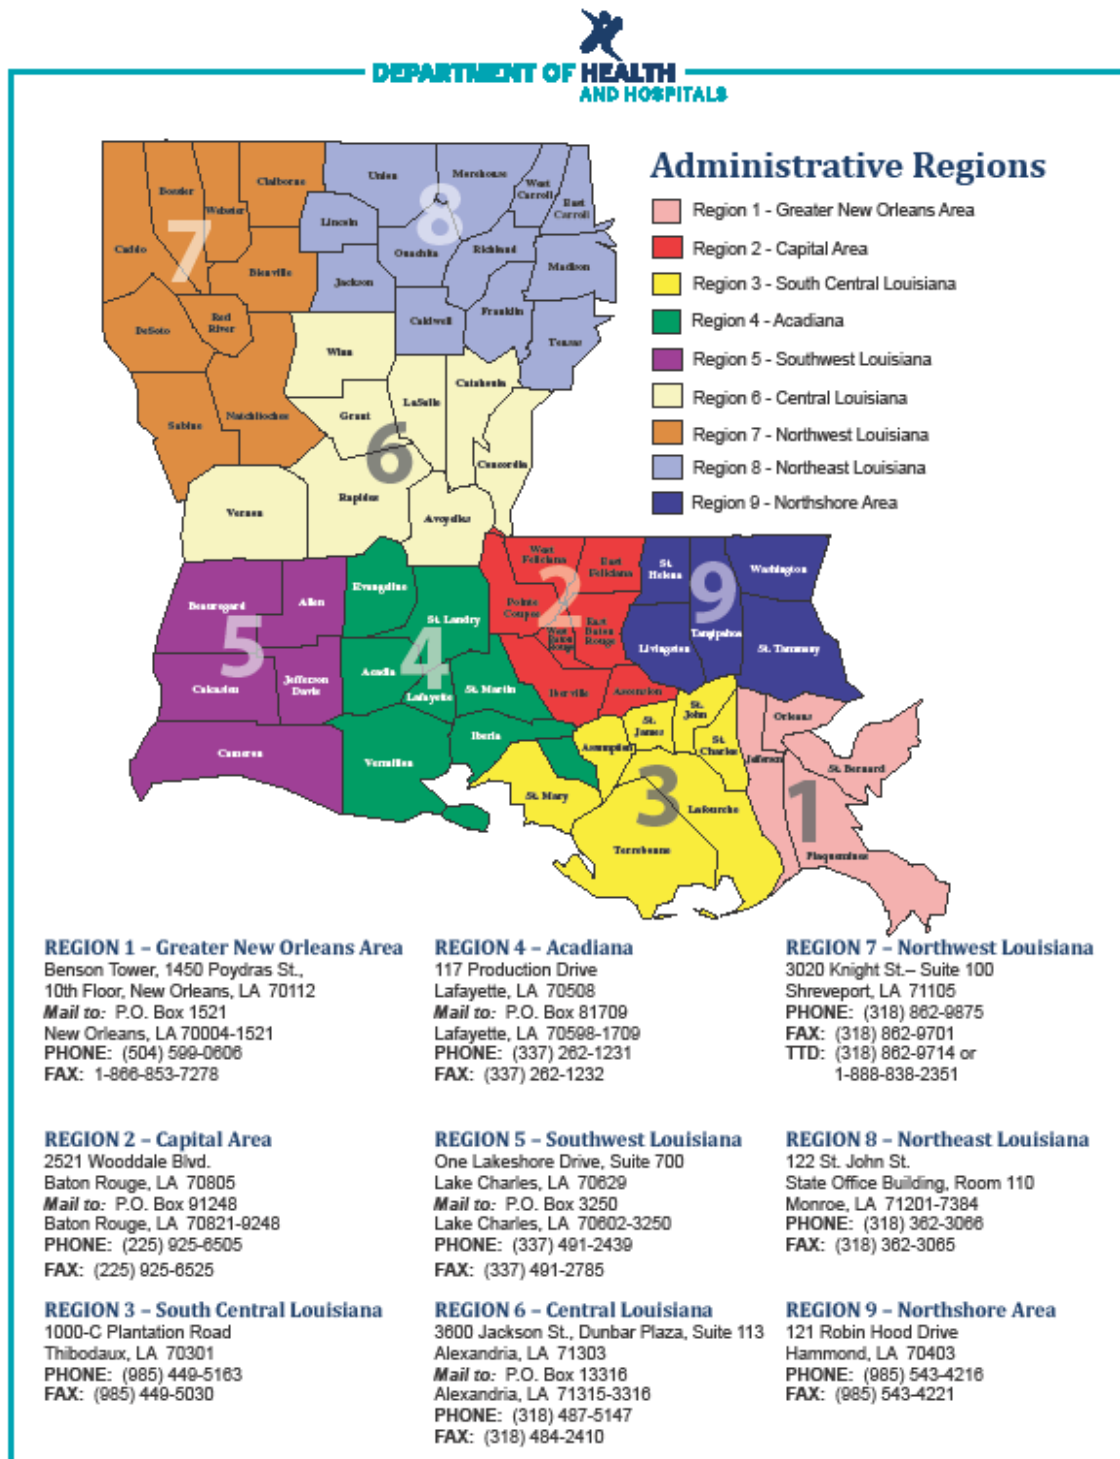 DEPARTMENT OF HEALTH
AND HOSPITALS
Administrative Regions
Region 1 - Greater New Orleans Area
Region 2 - Capital Area
Region 3 - South Central Louisiana
Region 4 - Acadiana
Region 5 - Southwest Louisiana
Region 6 - Central Louisiana
Region 7 - Northwest Louisiana
Region 8 - Northeast Louisiana
Region 9 - Northshore Area
7
Caddo
Bossier
Webster
Claiborne
Bienville
DeSoto
Red
River
Sabine
Natchitoches
8
Union
Morehouse
West
Carroll
East
Carroll
Lincoln
Ouachita
Richland
Madison
Jackson
Caldwell
Franklin
Tensas
6
Winn
Grant
LaSalle
Catahoula
Concordia
Vernon
Rapides
Avoyelles
5
Beauregard
Allen
Calcasieu
Jefferson
Davis
Cameron
4
Evangeline
St. Landry
Acadia
Lafayette
St. Martin
Iberia
Vermilion
2
West
Feliciana
East
Feliciana
Pointe
Coupee
West
Baton
Rouge
East
Baton
Rouge
Iberville
Ascension
9
St.
Helena
Washington
Livingston
Tangipahoa
St. Tammany
3
Assumption
St.
James
St.
John
St.
Charles
St. Mary
Lafourche
Terrebonne
1
Orleans
Jefferson
St. Bernard
Plaquemines
REGION 1 – Greater New Orleans Area
Benson Tower, 1450 Poydras St.,
10th Floor, New Orleans, LA 70112
Mail to: P.O. Box 1521
New Orleans, LA 70004-1521
PHONE: (504) 599-0606
FAX: 1-866-853-7278
REGION 2 – Capital Area
2521 Wooddale Blvd.
Baton Rouge, LA 70805
Mail to: P.O. Box 91248
Baton Rouge, LA 70821-9248
PHONE: (225) 925-6505
FAX: (225) 925-6525
REGION 3 – South Central Louisiana
1000-C Plantation Road
Thibodaux, LA 70301
PHONE: (985) 449-5163
FAX: (985) 449-5030
REGION 4 – Acadiana
117 Production Drive
Lafayette, LA 70508
Mail to: P.O. Box 81709
Lafayette, LA 70598-1709
PHONE: (337) 262-1231
FAX: (337) 262-1232
REGION 5 – Southwest Louisiana
One Lakeshore Drive, Suite 700
Lake Charles, LA 70629
Mail to: P.O. Box 3250
Lake Charles, LA 70602-3250
PHONE: (337) 491-2439
FAX: (337) 491-2785
REGION 6 – Central Louisiana
3600 Jackson St., Dunbar Plaza, Suite 113
Alexandria, LA 71303
Mail to: P.O. Box 13316
Alexandria, LA 71315-3316
PHONE: (318) 487-5147
FAX: (318) 484-2410
REGION 7 – Northwest Louisiana
3020 Knight St.– Suite 100
Shreveport, LA 71105
PHONE: (318) 862-9875
FAX: (318) 862-9701
TTD: (318) 862-9714 or
1-888-838-2351
REGION 8 – Northeast Louisiana
122 St. John St.
State Office Building, Room 110
Monroe, LA 71201-7384
PHONE: (318) 362-3066
FAX: (318) 362-3065
REGION 9 – Northshore Area
121 Robin Hood Drive
Hammond, LA 70403
PHONE: (985) 543-4216
FAX: (985) 543-4221